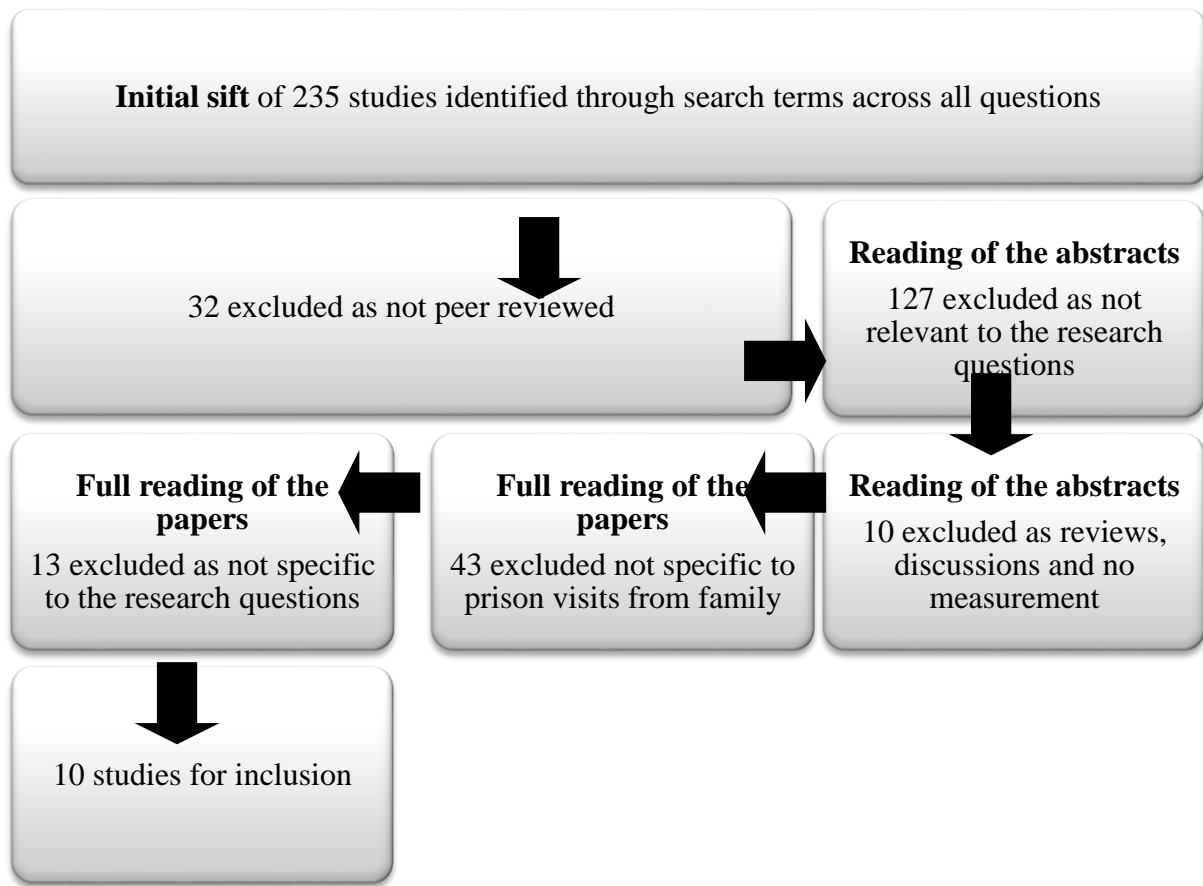 Initial sift of 235 studies identified through search terms across all questions
32 excluded as not peer reviewed
Reading of the abstracts
127 excluded as not
relevant to the research
questions
Reading of the abstracts
10 excluded as reviews,
discussions and no
measurement
Full reading of the
papers
43 excluded not specific to
prison visits from family
Full reading of the
papers
13 excluded as not specific
to the research questions
10 studies for inclusion